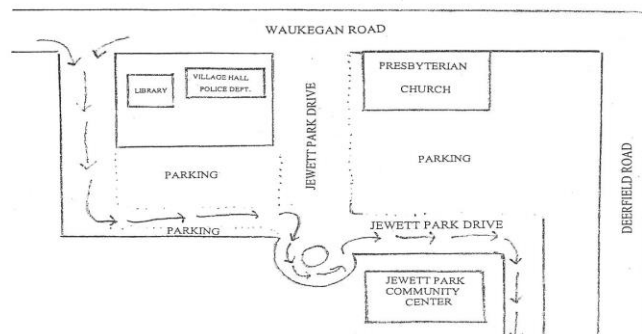 WAUKEGAN ROAD
LIBRARY
VILLAGE HALL
POLICE DEPT.
JEWETT PARK DRIVE
PRESBYTERIAN
CHURCH
DEERFIELD ROAD
PARKING
PARKING
PARKING
JEWETT PARK DRIVE
JEWETT PARK
COMMUNITY
CENTER